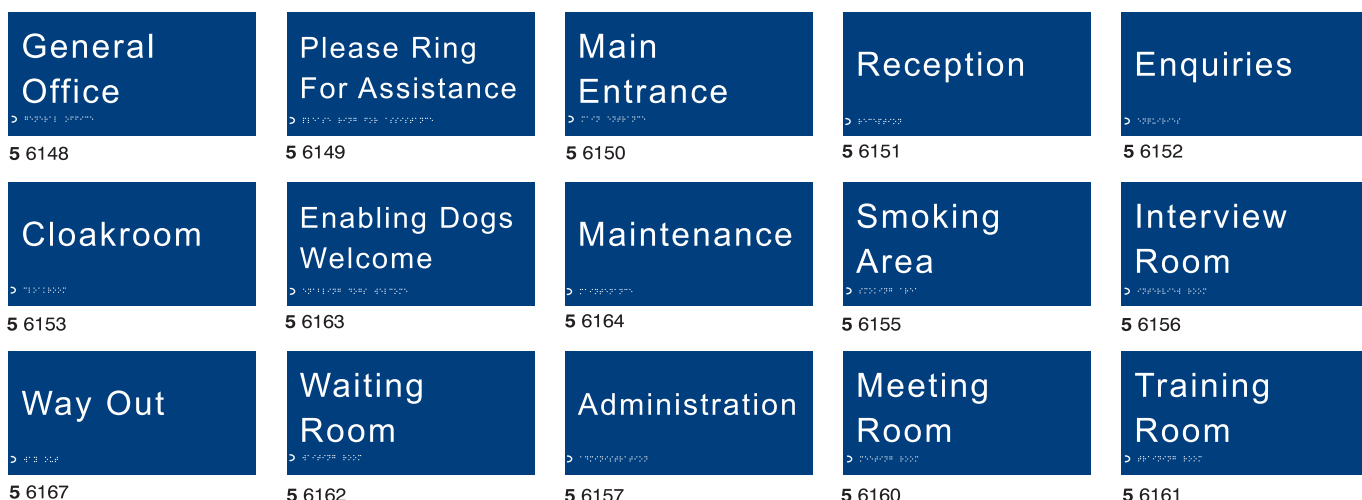 General
Office
5 6148
Please Ring
For Assistance
5 6149
Main
Entrance
5 6150
Reception
5 6151
Enquiries
5 6152
Cloakroom
5 6153
Enabling Dogs
Welcome
5 6163
Maintenance
5 6164
Smoking
Area
5 6155
Interview
Room
5 6156
Way Out
5 6167
Waiting
Room
5 6162
Administration
5 6157
Meeting
Room
5 6160
Training
Room
5 6161